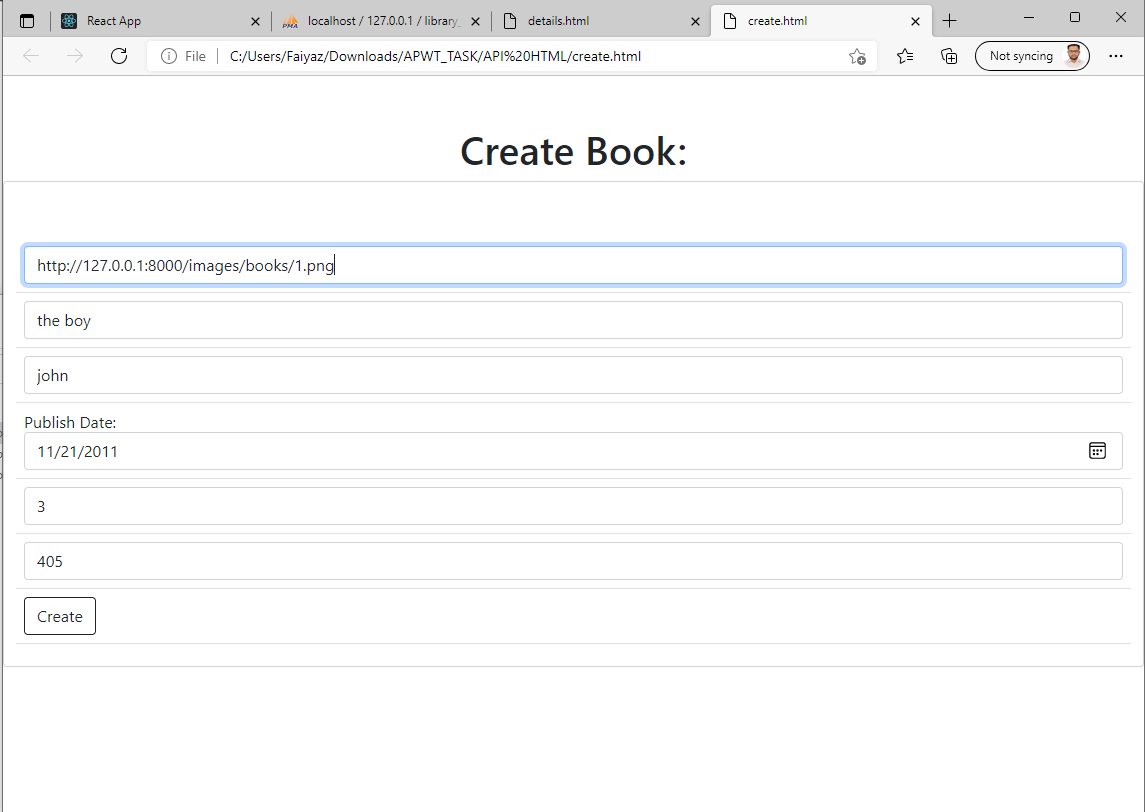 React App
localhost / 127.0.0.1 / library_
details.html
create.html
File
C:/Users/Faiyaz/Downloads/APWT_TASK/API%20HTML/create.html
Not syncing
Create Book:
http://127.0.0.1:8000/images/books/1.png
the boy
john
Publish Date:
11/21/2011
3
405
Create